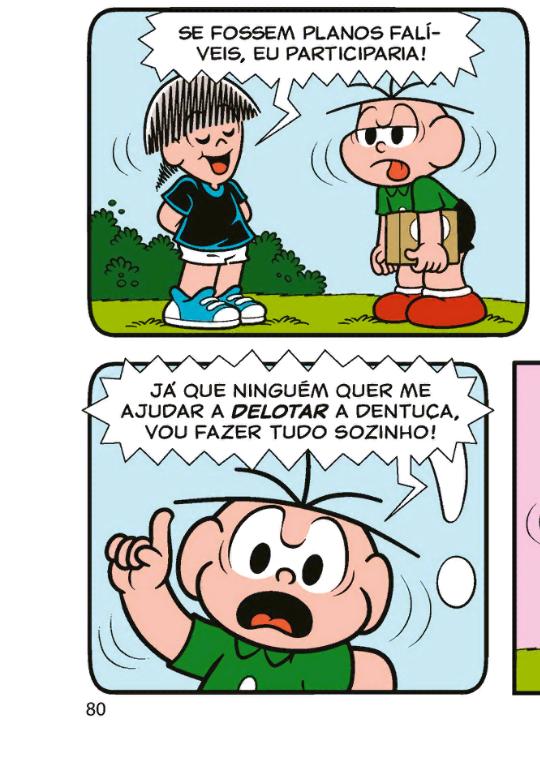 SE FOSSEM PLANOS FALÍ-
VEIS, EU PARTICIPARIA!
JÁ QUE NINGUÉM QUER ME
AJUDAR A DELOTAR A DENTUÇA,
VOU FAZER TUDO SOZINHO!
80